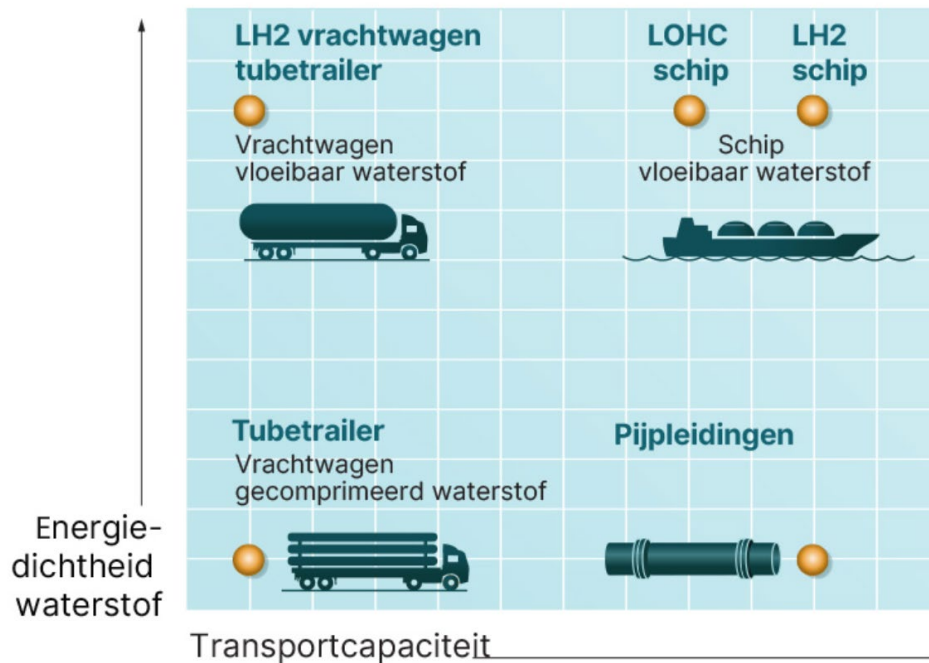 LH2 vrachtwagen
tubetrailer
LOHC
schip
LH2
schip
Vrachtwagen
vloeibaar waterstof
Schip
vloeibaar waterstof
Tubetrailer
Vrachtwagen
gecomprimeerd waterstof
Pijpleidingen
Energie-
dichtheid
waterstof
Transportcapaciteit